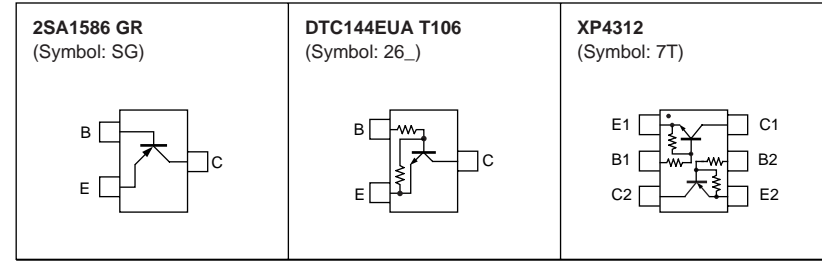 2SA1586 GR
(Symbol: SG)
B
E
C
DTC144EUA T106
(Symbol: 26_)
B
E
C
XP4312
(Symbol: 7T)
E1
C1
B1
B2
C2
E2